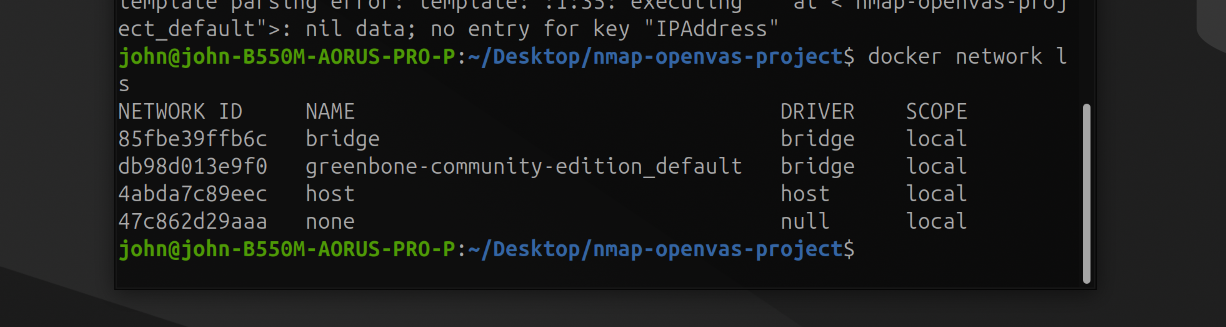 template parsing error: template: :1:35: executing "" at <"nmap-openvas-proj
ect_default">: nil data; no entry for key "IPAddress"
john@john-B550M-AORUS-PRO-P:~/Desktop/nmap-openvas-project$ docker network l
s
NETWORK ID   NAME                                  DRIVER    SCOPE
85fbe39ffb6c   bridge                                bridge    local
db98d013e9f0   greenbone-community-edition_default   bridge    local
4abda7c89eec   host                                  host      local
47c862d29aaa   none                                  null      local
john@john-B550M-AORUS-PRO-P:~/Desktop/nmap-openvas-project$